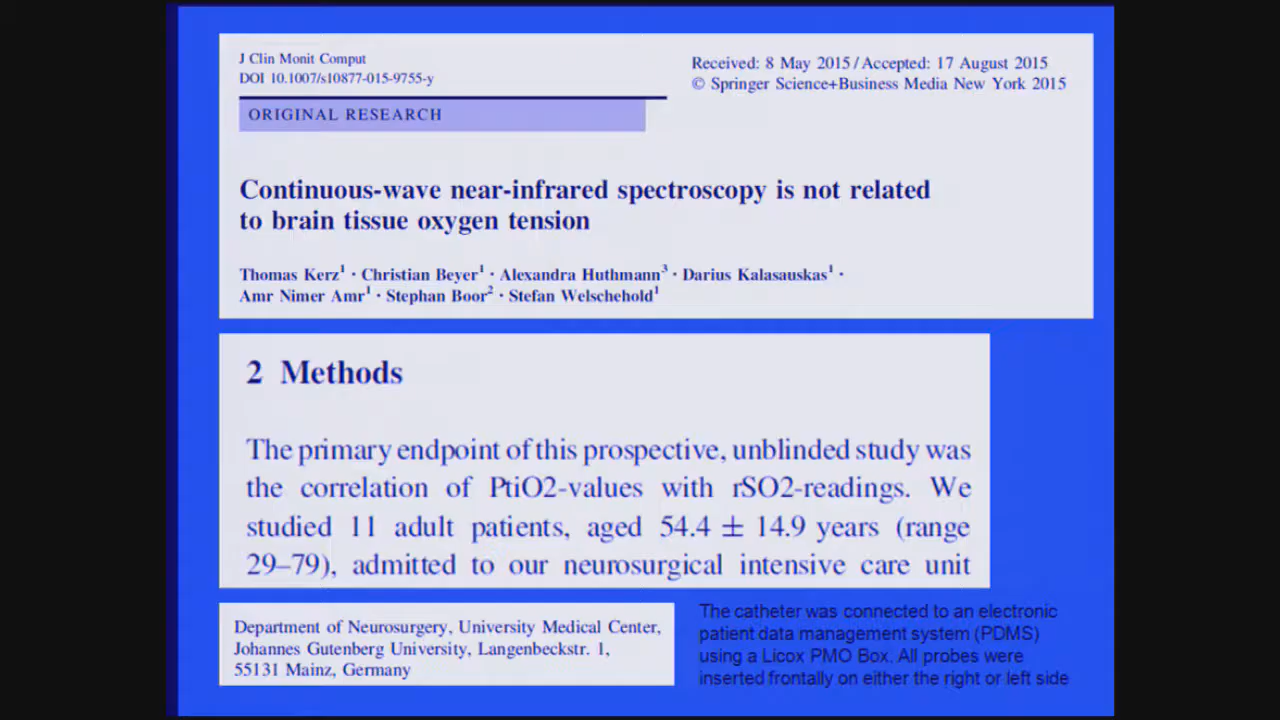 J Clin Monit Comput
DOI 10.1007/s10877-015-9755-y
Received: 8 May 2015 / Accepted: 17 August 2015
© Springer Science+Business Media New York 2015
ORIGINAL RESEARCH
Continuous-wave near-infrared spectroscopy is not related
to brain tissue oxygen tension
Thomas Kerz1 · Christian Beyer1 · Alexandra Huthmann3 · Darius Kalasauskas1 ·
Amr Nimer Amr1 · Stephan Boor2 · Stefan Welschehold1
2 Methods
The primary endpoint of this prospective, unblinded study was
the correlation of PtiO2-values with rSO2-readings. We
studied 11 adult patients, aged 54.4 ± 14.9 years (range
29–79), admitted to our neurosurgical intensive care unit
Department of Neurosurgery, University Medical Center,
Johannes Gutenberg University, Langenbeckstr. 1,
55131 Mainz, Germany
The catheter was connected to an electronic
patient data management system (PDMS)
using a Licox PMO Box. All probes were
inserted frontally on either the right or left side